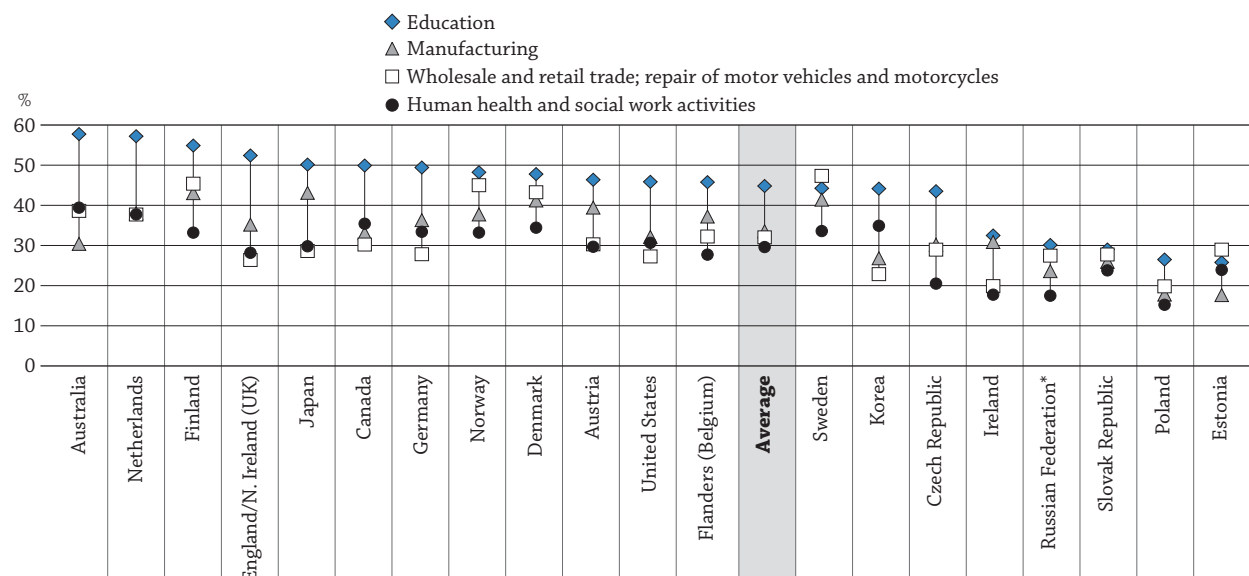 Education
Manufacturing
Wholesale and retail trade; repair of motor vehicles and motorcycles
Human health and social work activities
%
60
50
40
30
20
10
0
Australia
Netherlands
Finland
England/N. Ireland (UK)
Japan
Canada
Germany
Norway
Denmark
Austria
United States
Flanders (Belgium)
Average
Sweden
Korea
Czech Republic
Ireland
Russian Federation*
Slovak Republic
Poland
Estonia